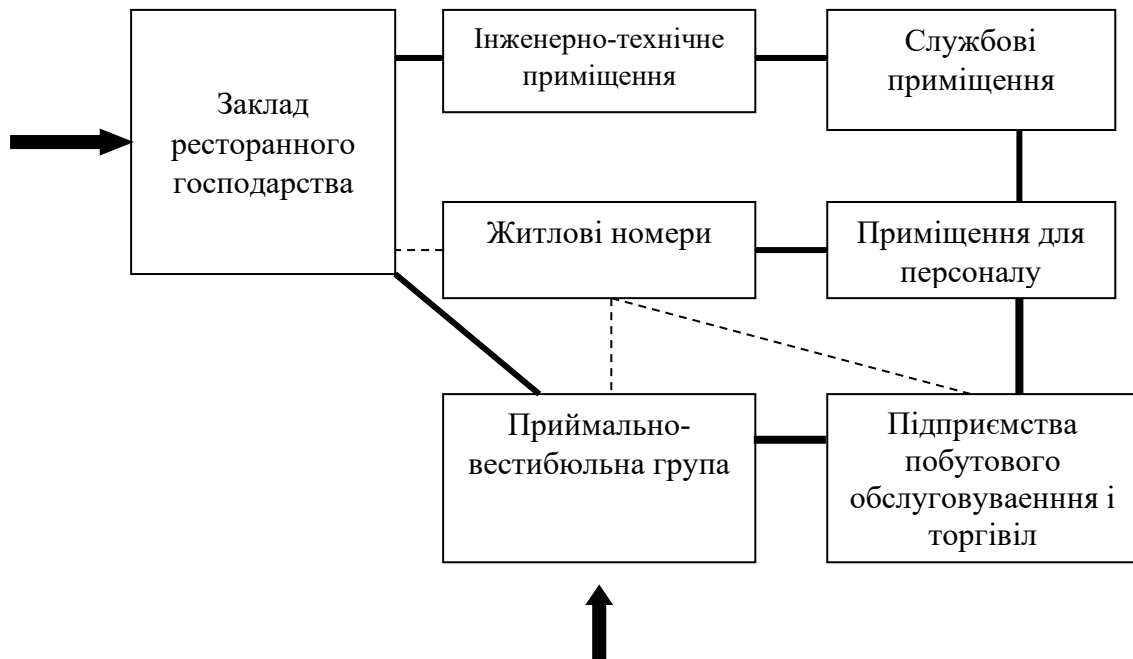 Заклад
ресторанного
господарства
Інженерно-технічне
приміщення
Службові
приміщення
Житлові номери
Приміщення для
персоналу
Приймально-
вестибюльна група
Підприємства
побутового
обслуговуваенння і
торгівіл